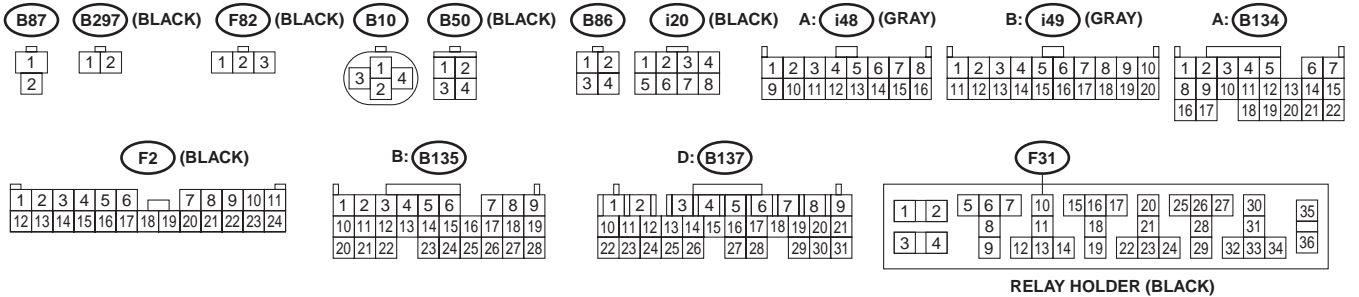 B87 B297 (BLACK) F82 (BLACK) B10 B50 (BLACK) B86 i20 (BLACK) A: i48 (GRAY) B: i49 (GRAY) A: B134
1
2
1 2
1 2 3
1
3 4
2
1 2
3 4
1 2
3 4
1 2 3 4
5 6 7 8
1 2 3 4 5 6 7 8
9 10 11 12 13 14 15 16
1 2 3 4 5 6 7 8 9 10
11 12 13 14 15 16 17 18 19 20
1 2 3 4 5 6 7
8 9 10 11 12 13 14 15
16 17 18 19 20 21 22
F2 (BLACK) B: B135 D: B137 F31
1 2 3 4 5 6 7 8 9 10 11
12 13 14 15 16 17 18 19 20 21 22 23 24
1 2 3 4 5 6 7 8 9
10 11 12 13 14 15 16 17 18 19
20 21 22 23 24 25 26 27 28
1 2 3 4 5 6 7 8 9
10 11 12 13 14 15 16 17 18 19 20 21
22 23 24 25 26 27 28 29 30 31
1 2 5 6 7 10 15 16 17 20 25 26 27 30 35
8 11 18 21 28 31
3 4 9 12 13 14 19 22 23 24 29 32 33 34 36
RELAY HOLDER (BLACK)